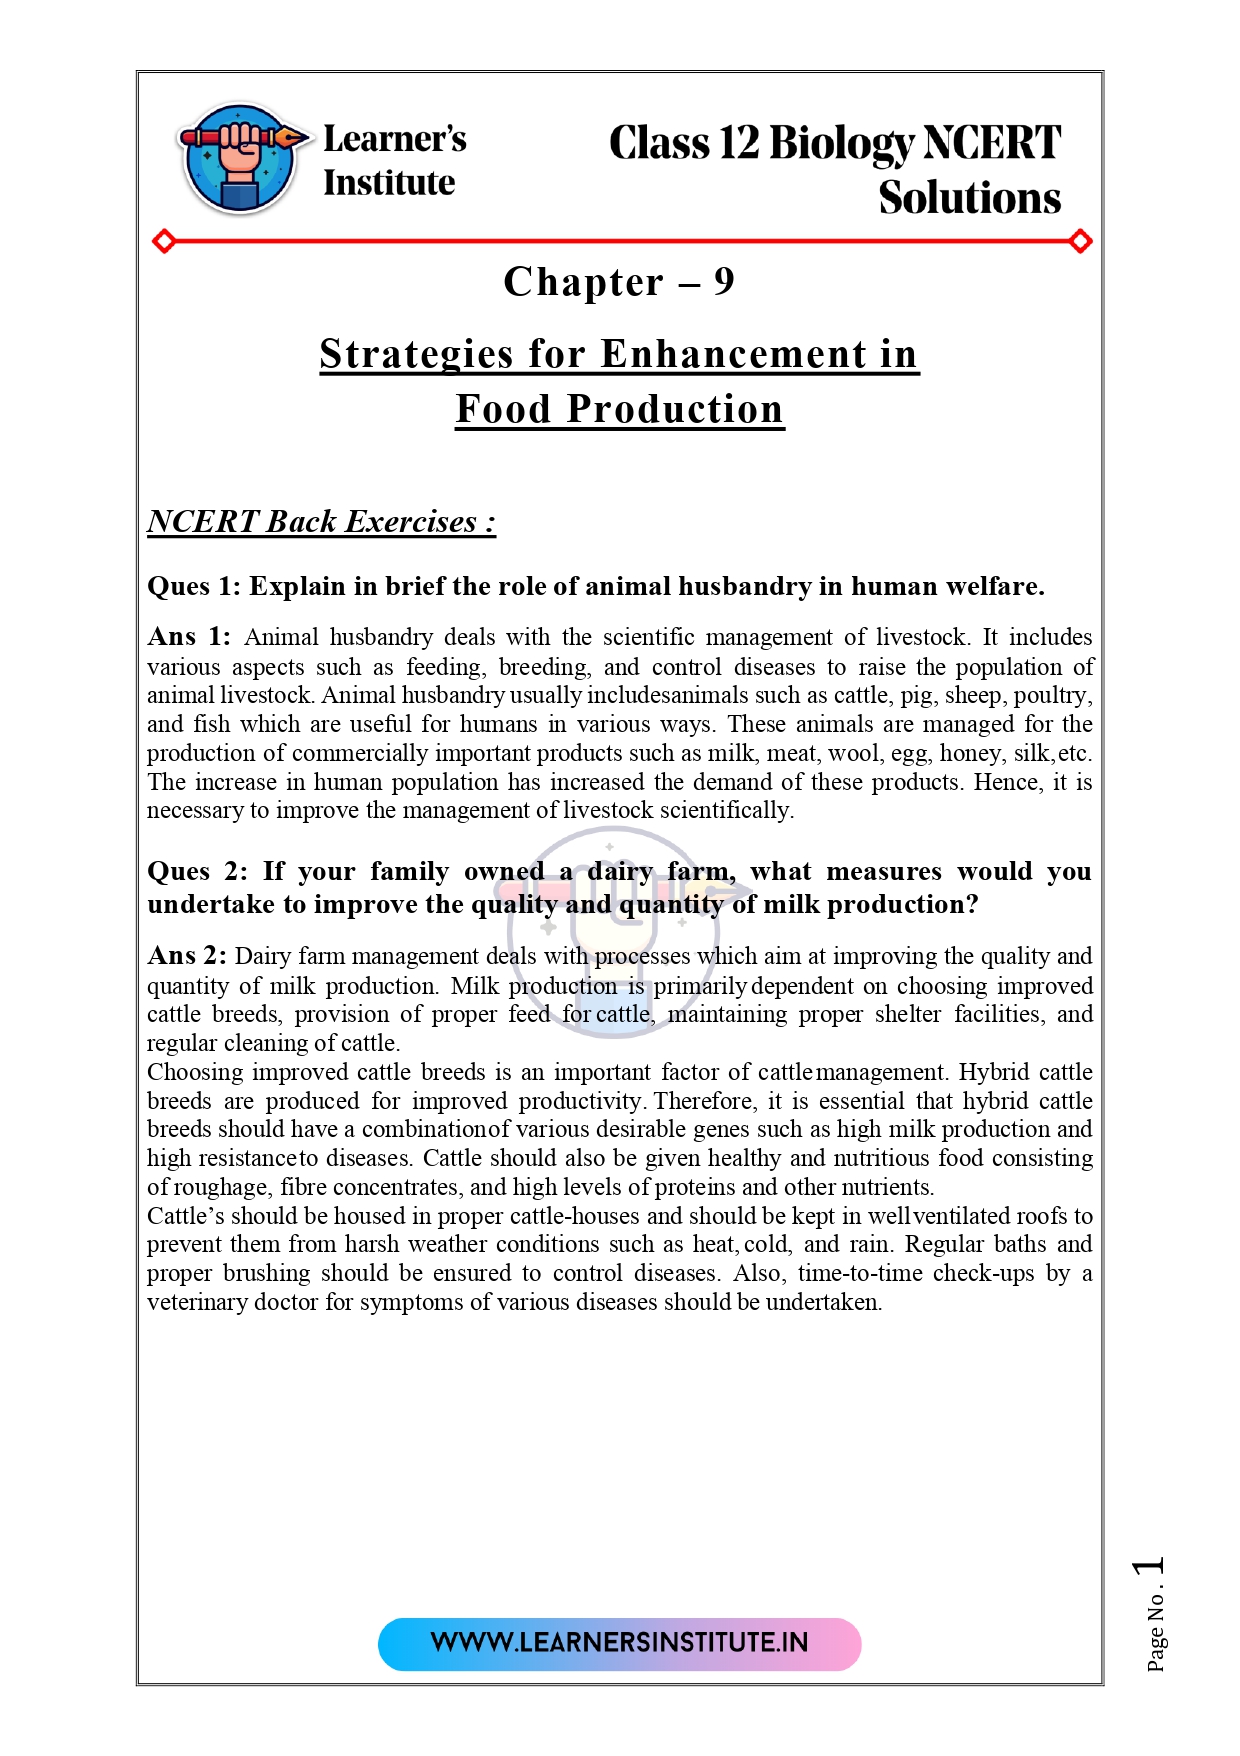 Learner's
Institute
Class 12 Biology NCERT
Solutions
Chapter – 9
Strategies for Enhancement in
Food Production
NCERT Back Exercises :
Ques 1: Explain in brief the role of animal husbandry in human welfare.
Ans 1: Animal husbandry deals with the scientific management of livestock. It includes
various aspects such as feeding, breeding, and control diseases to raise the population of
animal livestock. Animal husbandry usually includesanimals such as cattle, pig, sheep, poultry,
and fish which are useful for humans in various ways. These animals are managed for the
production of commercially important products such as milk, meat, wool, egg, honey, silk, etc.
The increase in human population has increased the demand of these products. Hence, it is
necessary to improve the management of livestock scientifically.
Ques 2: If your family owned a dairy farm, what measures would you
undertake to improve the quality and quantity of milk production?
Ans 2: Dairy farm management deals with processes which aim at improving the quality and
quantity of milk production. Milk production is primarily dependent on choosing improved
cattle breeds, provision of proper feed for cattle, maintaining proper shelter facilities, and
regular cleaning of cattle.
Choosing improved cattle breeds is an important factor of cattle management. Hybrid cattle
breeds are produced for improved productivity. Therefore, it is essential that hybrid cattle
breeds should have a combination of various desirable genes such as high milk production and
high resistance to diseases. Cattle should also be given healthy and nutritious food consisting
of roughage, fibre concentrates, and high levels of proteins and other nutrients.
Cattle’s should be housed in proper cattle-houses and should be kept in well ventilated roofs to
prevent them from harsh weather conditions such as heat, cold, and rain. Regular baths and
proper brushing should be ensured to control diseases. Also, time-to-time check-ups by a
veterinary doctor for symptoms of various diseases should be undertaken.
WWW.LEARNERSINSTITUTE.IN
Page No. 1